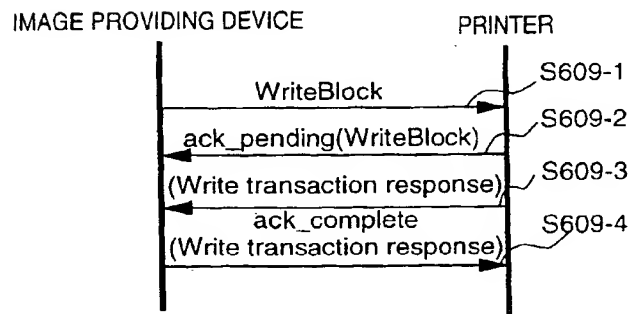 IMAGE PROVIDING DEVICE
PRINTER
S609-1
WriteBlock
S609-2
ack_pending(WriteBlock)
S609-3
(Write transaction response)
ack_complete
S609-4
(Write transaction response)